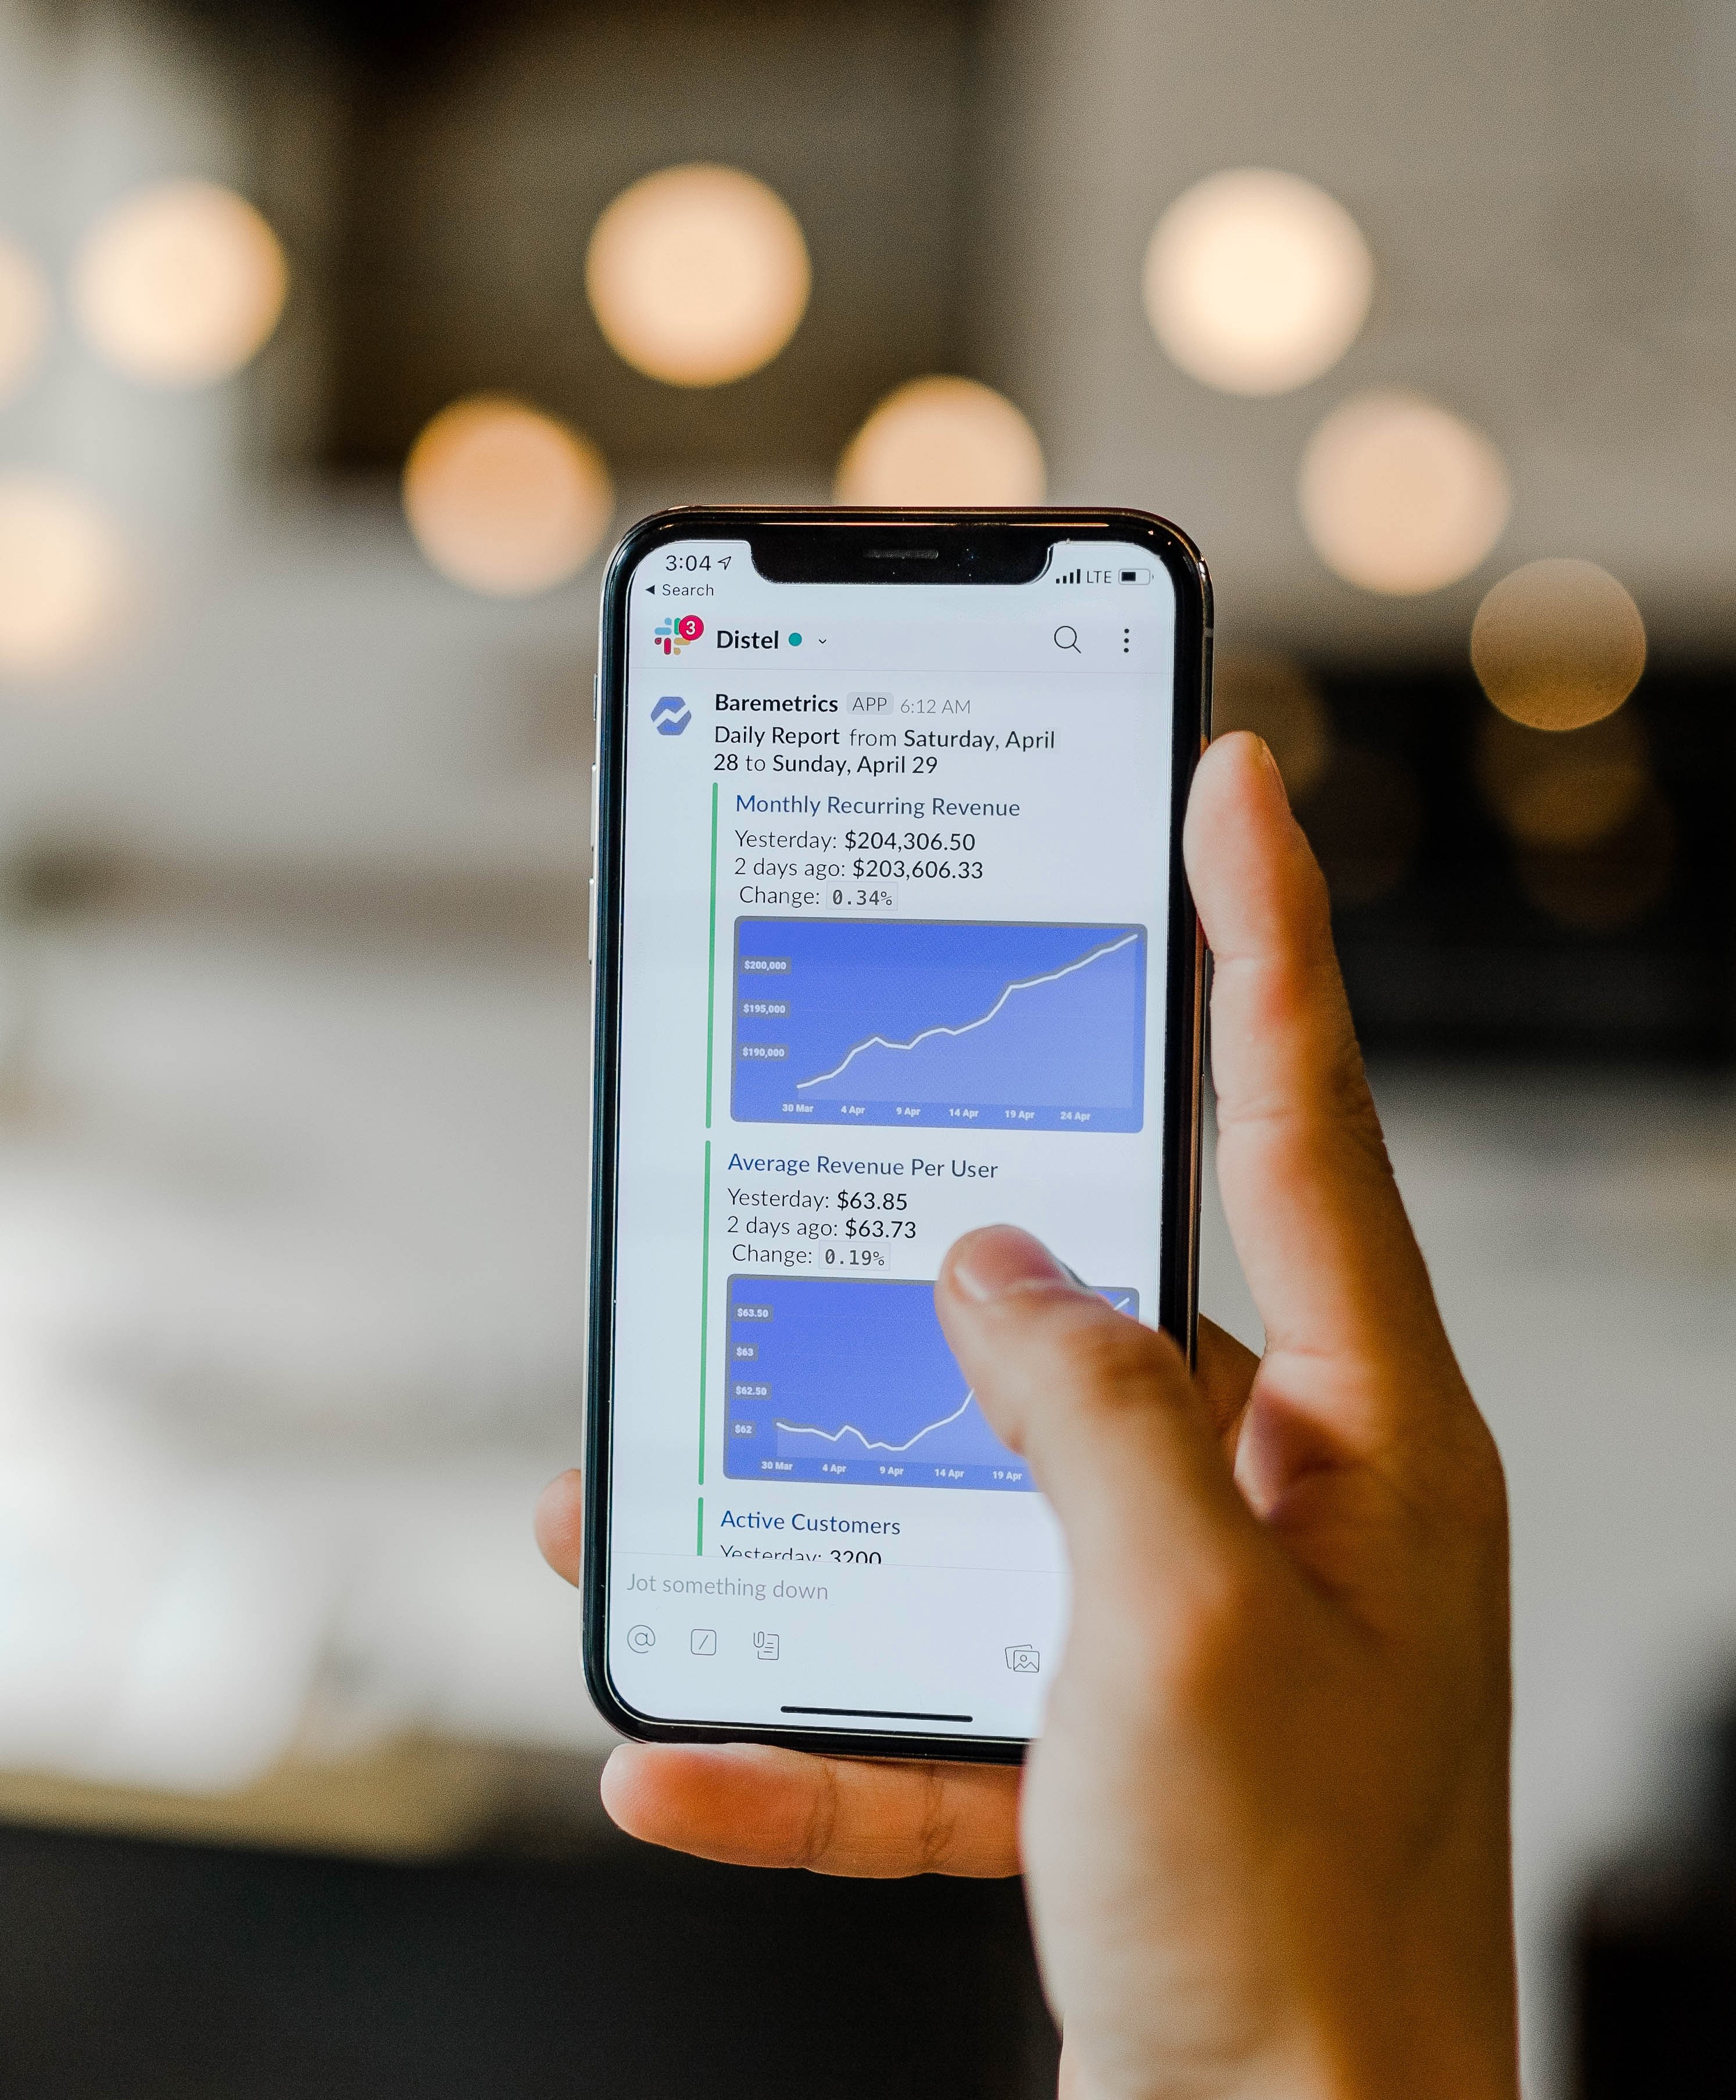 3:04
LTE
◀ Search
3
Distel
Baremetrics APP 6:12 AM
Daily Report from Saturday, April
28 to Sunday, April 29
Monthly Recurring Revenue
Yesterday: $204,306.50
2 days ago: $203,606.33
Change: 0.34%
$200,000
$195,000
$190,000
30 Mar 4 Apr 9 Apr 14 Apr 19 Apr 24 Apr
Average Revenue Per User
Yesterday: $63.85
2 days ago: $63.73
Change: 0.19%
$63.50
$63
$62.50
$62
30 Mar 4 Apr 9 Apr 14 Apr 19 Apr
Active Customers
Yesterday: 3200
Jot something down